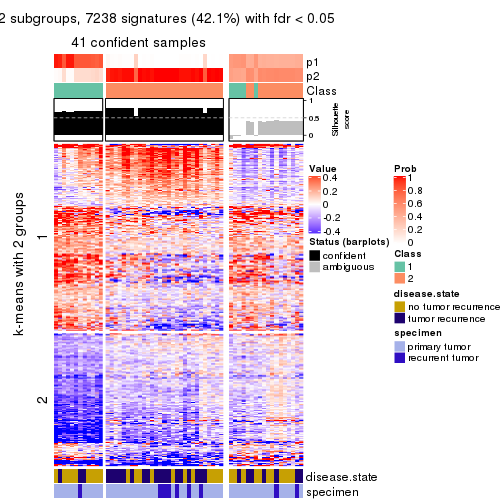 2 subgroups, 7238 signatures (42.1%) with fdr < 0.05
41 confident samples
p1
p2
Class
1
0.5
0
Silhouette
score
k-means with 2 groups
1
2
Value
0.4
0.2
0
-0.2
-0.4
Status (barplots)
confident
ambiguous
Prob
1
0.8
0.6
0.4
0.2
0
Class
1
2
disease.state
no tumor recurrence
tumor recurrence
specimen
primary tumor
recurrent tumor
disease.state
specimen